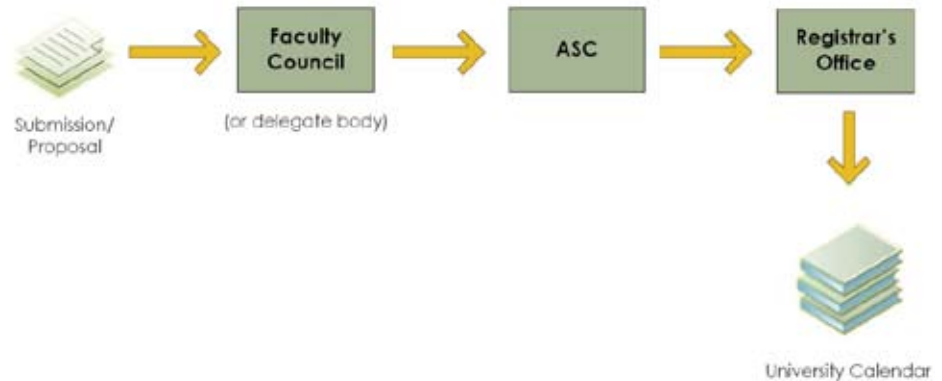 Faculty
Council
ASC
Registrar's
Office
Submission/
Proposal
(or delegate body)
University Calendar